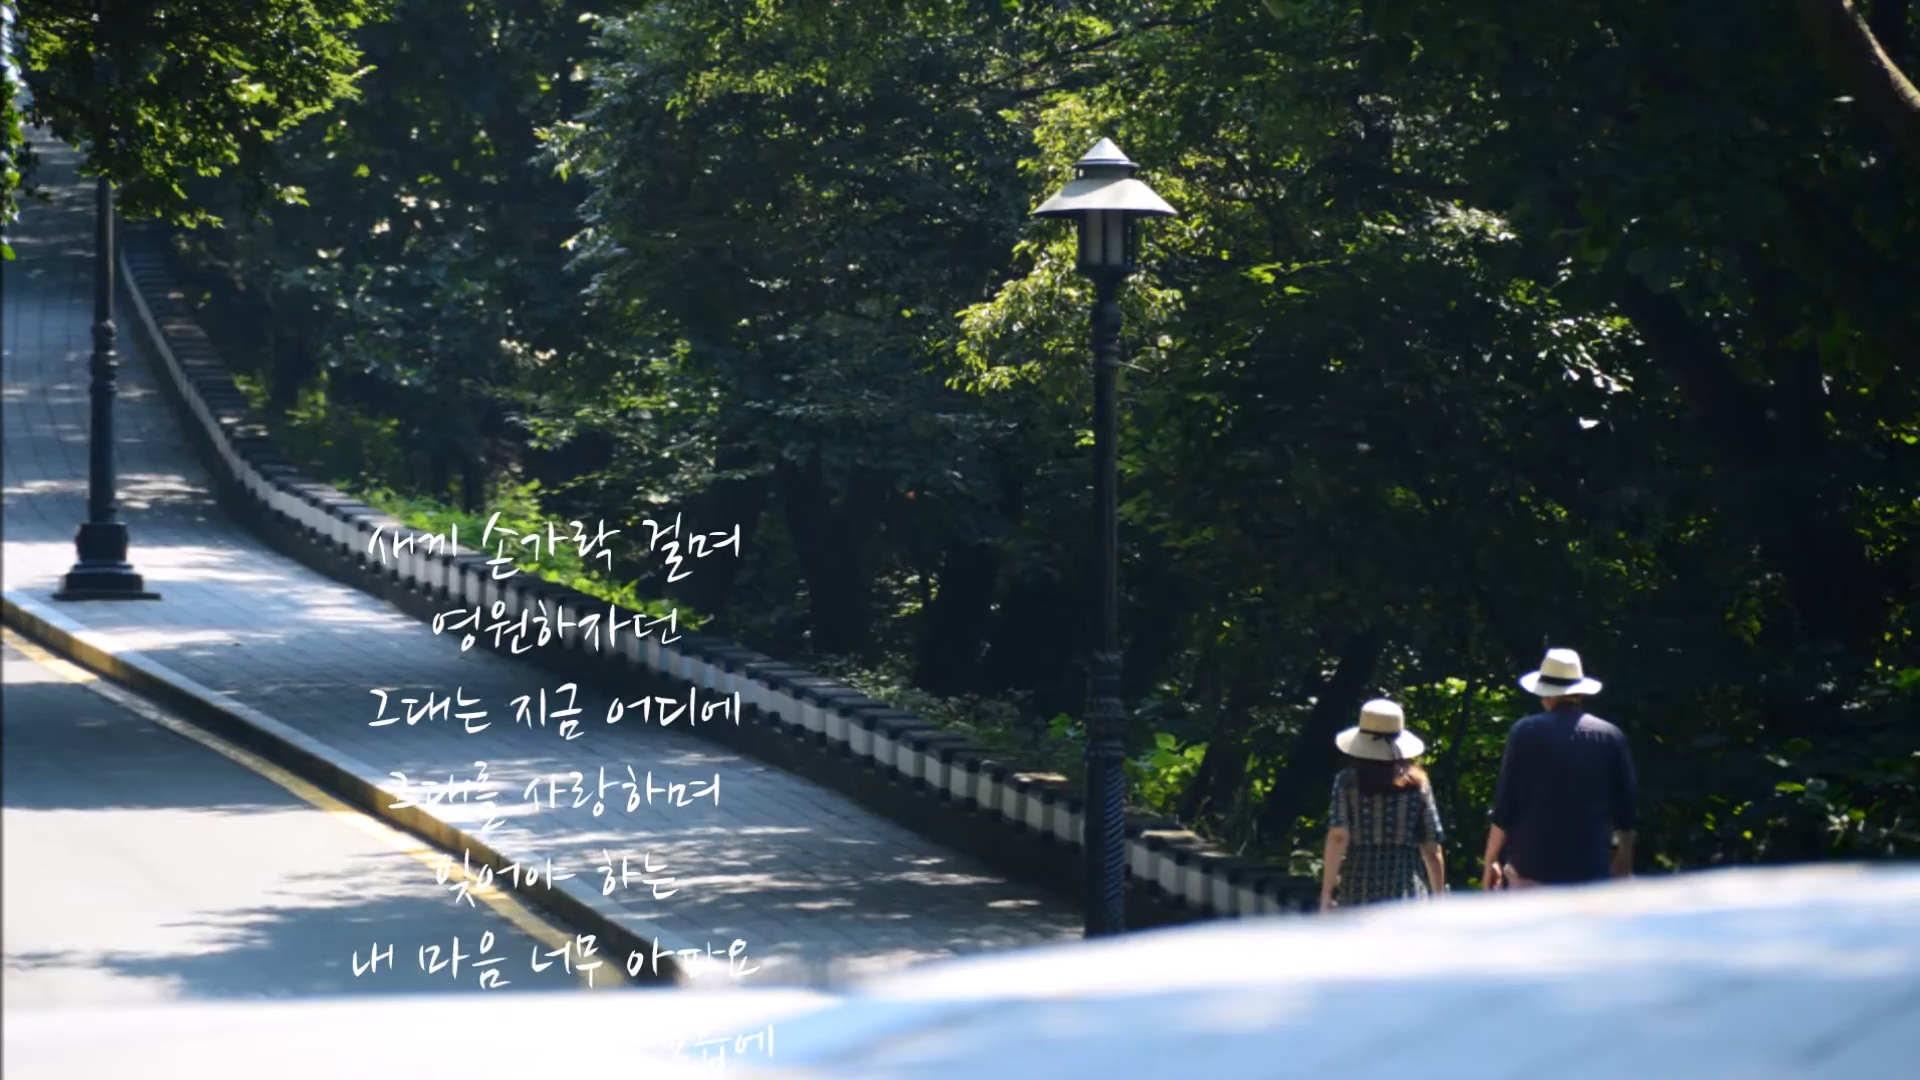 새끼 손가락 걸며
영원하자던
그대는 지금 어디에
그대를 사랑하며
잊어야 하는
내 마음 너무 아파요